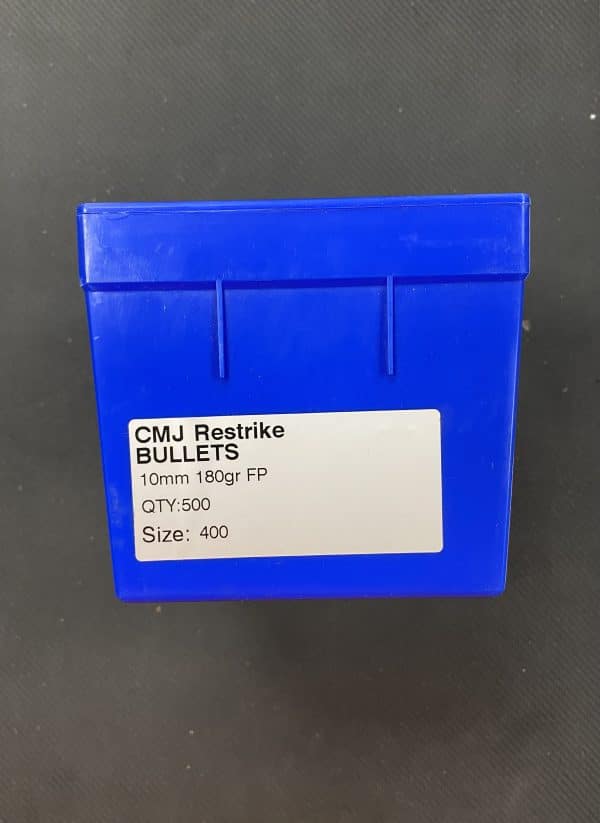 CMJ Restrike
BULLETS
10mm 180gr FP
QTY:500
Size: 400